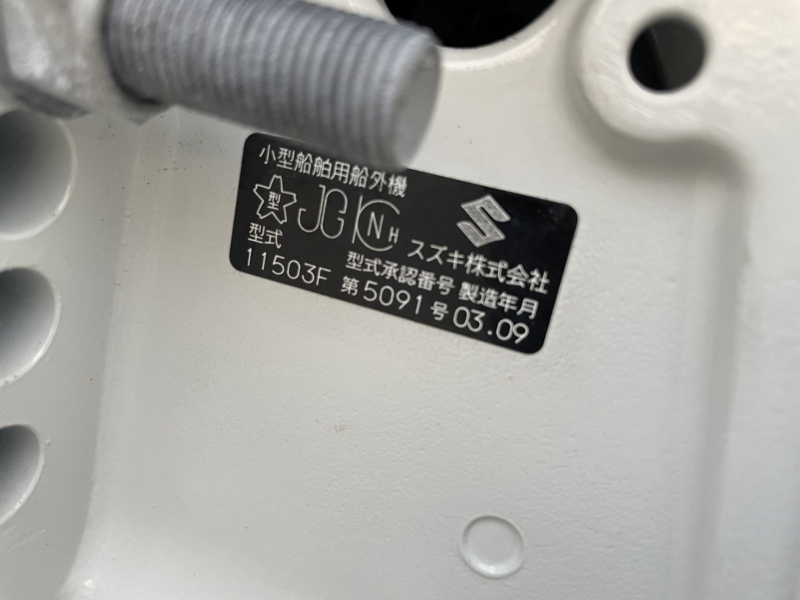 小型船舶用船外機
型 JG NK H
スズキ株式会社
型式 型式承認番号 製造年月
11503F 第5091号 03.09